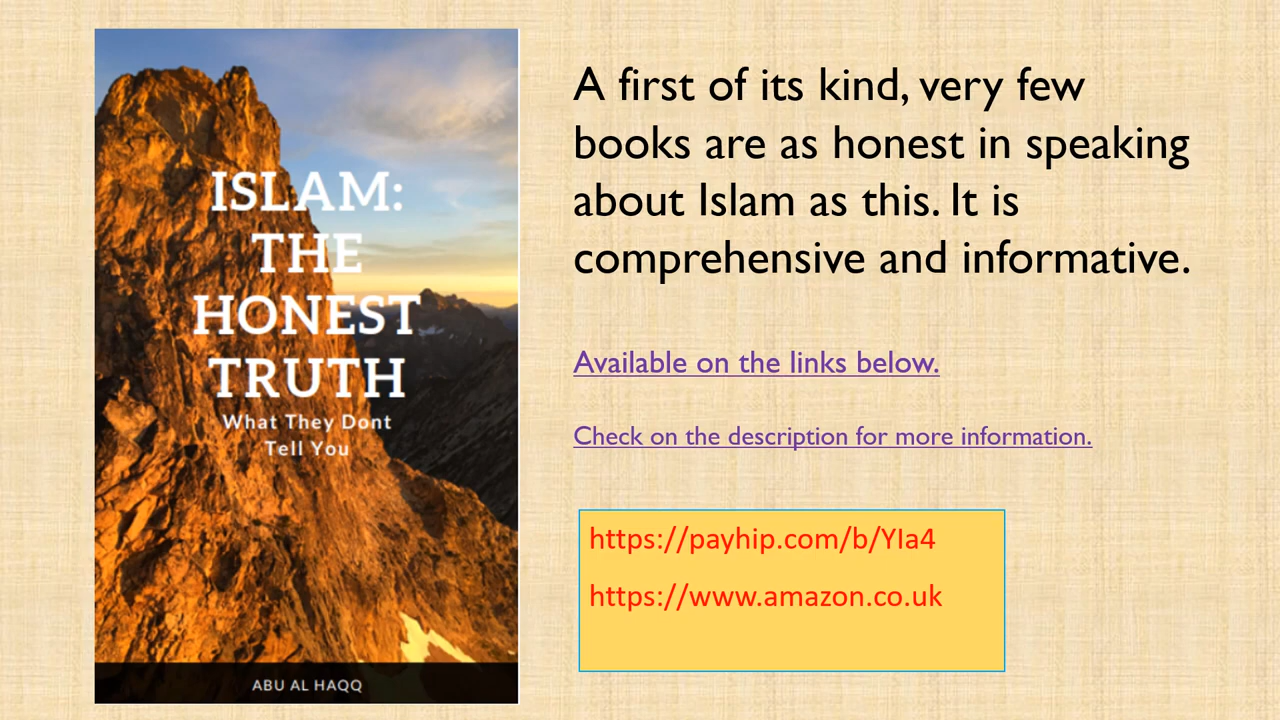 ISLAM:
THE
HONEST
TRUTH
What They Dont
Tell You
ABU AL HAQQ
A first of its kind, very few
books are as honest in speaking
about Islam as this. It is
comprehensive and informative.
Available on the links below.
Check on the description for more information.
https://payhip.com/b/YIa4
https://www.amazon.co.uk